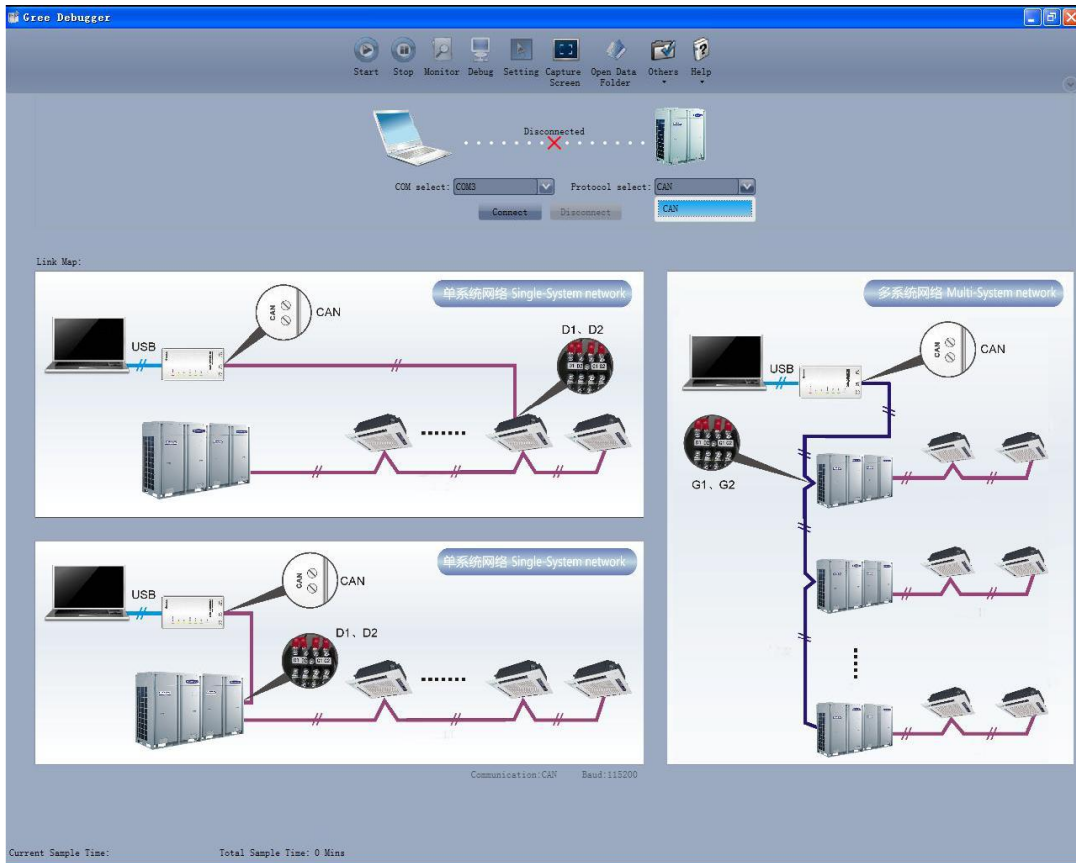 Gree Debugger
Start Stop Monitor Debug Setting Capture Screen Open Data Folder Others Help
Disconnected
COM select: COM3 Protocol select: CAN
Connect Disconnect CAN
Link Map:
单系统网络 Single-System network
CAN
CAN
USB
D1、D2
单系统网络 Single-System network
CAN
CAN
USB
D1、D2
多系统网络 Multi-System network
CAN
CAN
USB
G1、G2
Communication:CAN Baud:115200
Current Sample Time: Total Sample Time: 0 Mins